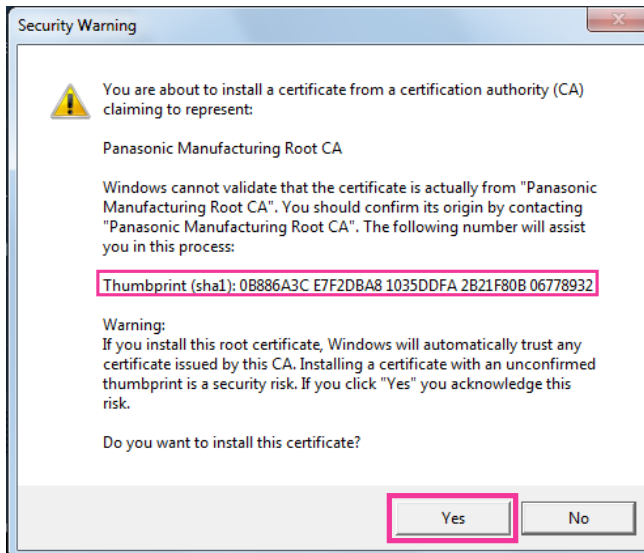 Security Warning
You are about to install a certificate from a certification authority (CA)
claiming to represent:
Panasonic Manufacturing Root CA
Windows cannot validate that the certificate is actually from "Panasonic
Manufacturing Root CA". You should confirm its origin by contacting
"Panasonic Manufacturing Root CA". The following number will assist
you in this process:
Thumbprint (sha1): 0B886A3C E7F2DBA8 1035DDFA 2B21F80B 06778932
Warning:
If you install this root certificate, Windows will automatically trust any
certificate issued by this CA. Installing a certificate with an unconfirmed
thumbprint is a security risk. If you click "Yes" you acknowledge this
risk.
Do you want to install this certificate?
Yes
No